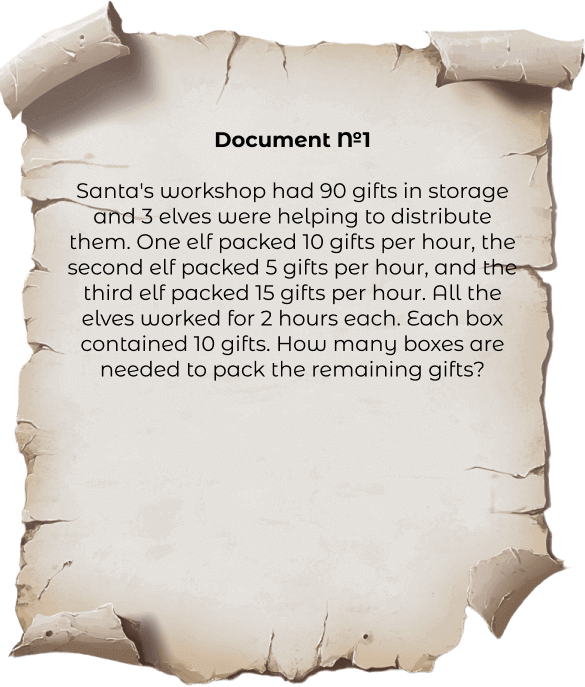 Document Nº1
Santa's workshop had 90 gifts in storage
and 3 elves were helping to distribute
them. One elf packed 10 gifts per hour, the
second elf packed 5 gifts per hour, and the
third elf packed 15 gifts per hour. All the
elves worked for 2 hours each. Each box
contained 10 gifts. How many boxes are
needed to pack the remaining gifts?